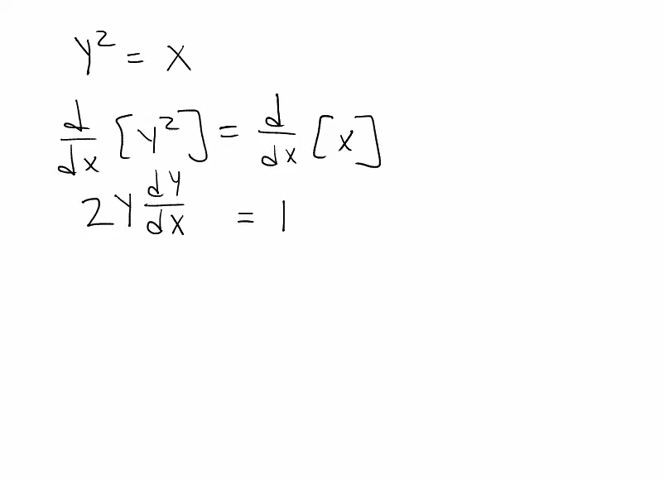 y² = x
d/dx [y²] = d/dx [x]
2y dy/dx = 1